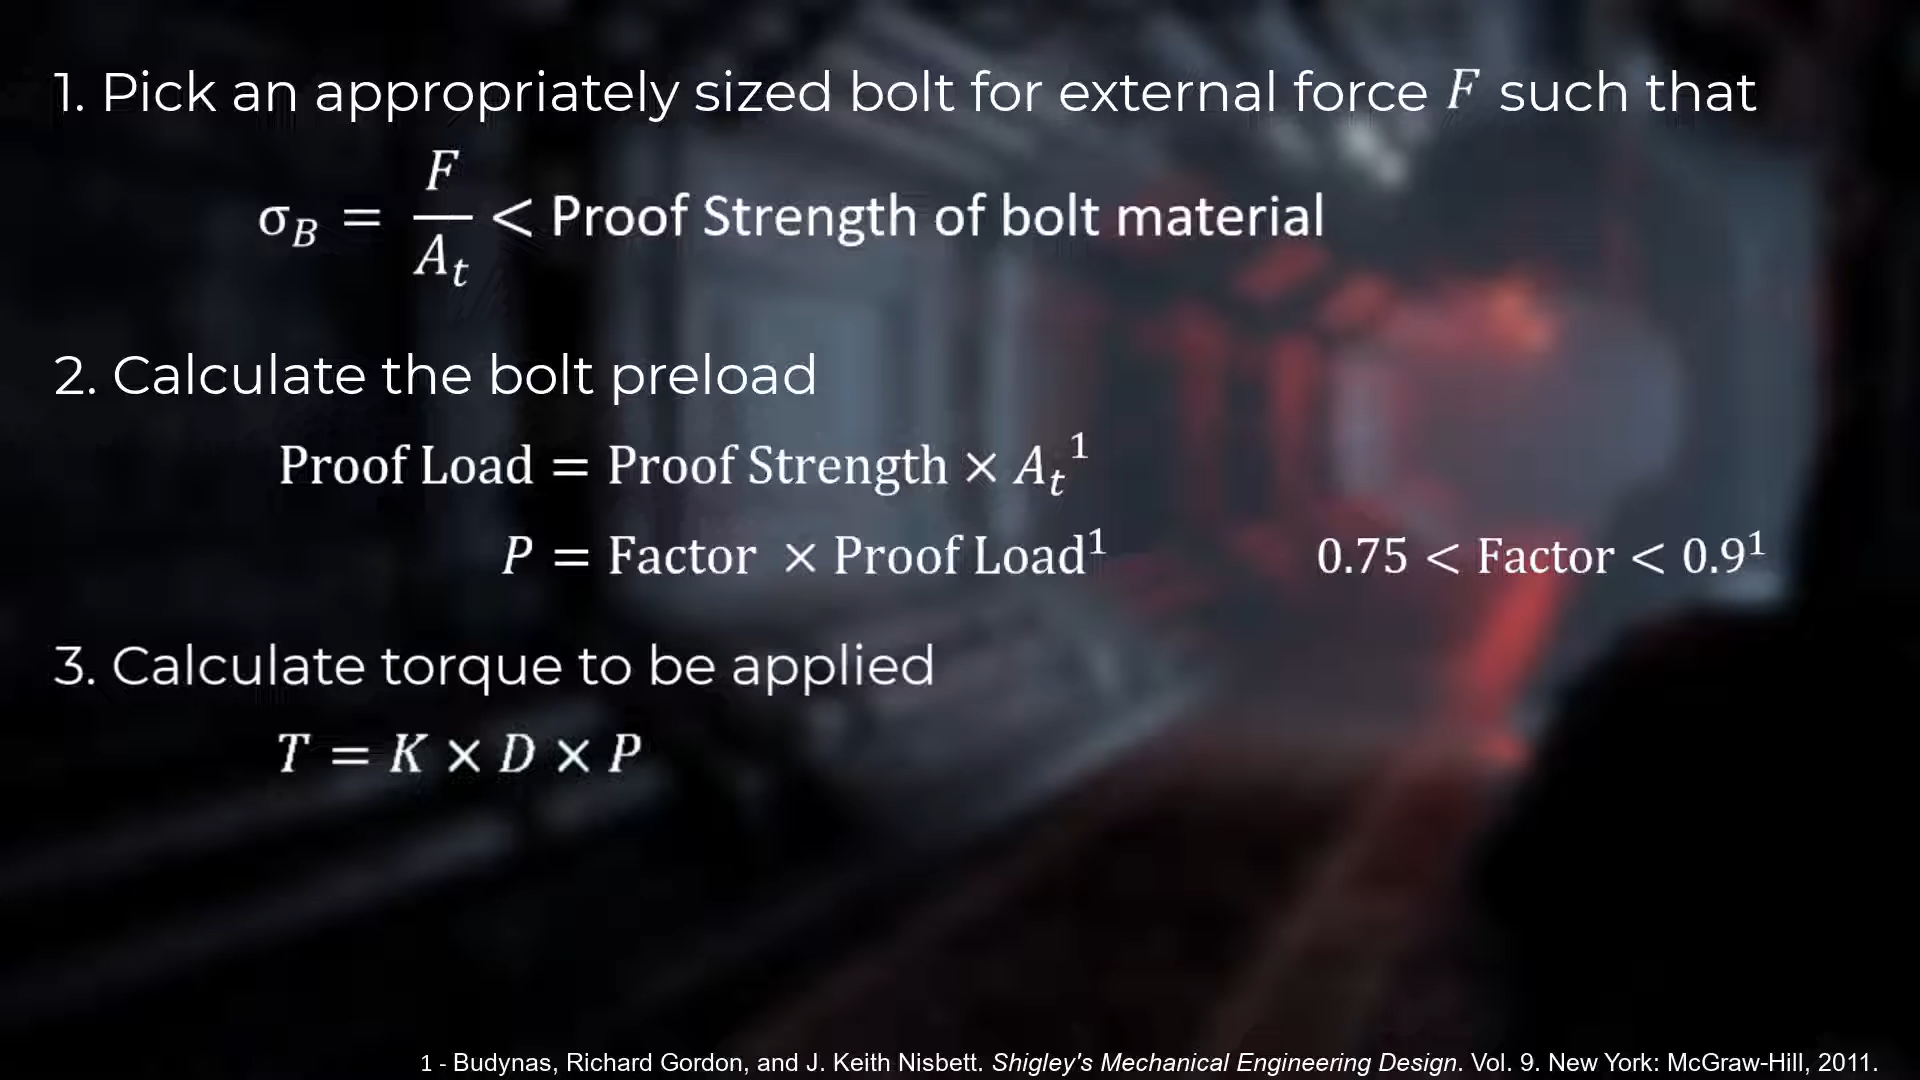 1. Pick an appropriately sized bolt for external force F such that
σ_B = F / A_t < Proof Strength of bolt material
2. Calculate the bolt preload
Proof Load = Proof Strength × A_t¹
P = Factor × Proof Load¹ 0.75 < Factor < 0.9¹
3. Calculate torque to be applied
T = K × D × P
1 - Budynas, Richard Gordon, and J. Keith Nisbett. Shigley's Mechanical Engineering Design. Vol. 9. New York: McGraw-Hill, 2011.